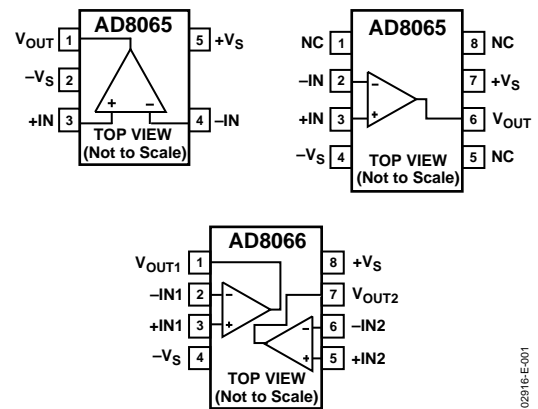 AD8065
VOUT 1
5 +VS
–VS 2
+IN 3
4 –IN
+ –
TOP VIEW
(Not to Scale)
AD8065
NC 1
8 NC
–IN 2
7 +VS
+IN 3
6 VOUT
–VS 4
5 NC
–
+
TOP VIEW
(Not to Scale)
AD8066
VOUT1 1
8 +VS
–IN1 2
7 VOUT2
+IN1 3
6 –IN2
–VS 4
5 +IN2
–
+
–
+
TOP VIEW
(Not to Scale)
02916-E-001